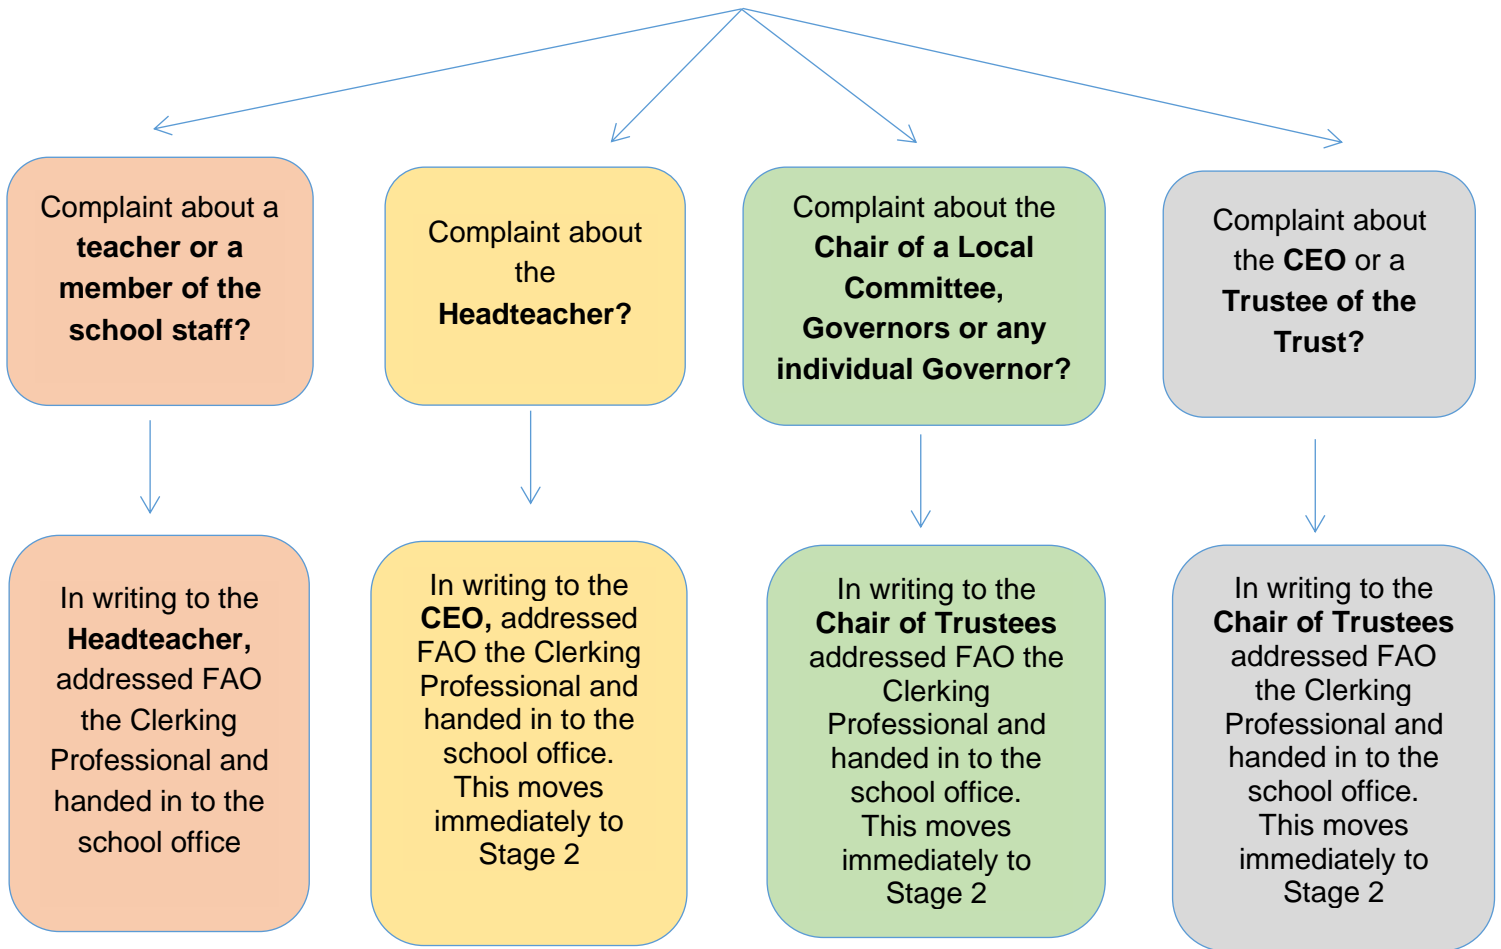 Complaint about a
teacher or a
member of the
school staff?
Complaint about
the
Headteacher?
Complaint about the
Chair of a Local
Committee,
Governors or any
individual Governor?
Complaint about
the CEO or a
Trustee of the
Trust?
In writing to the
Headteacher,
addressed FAO
the Clerking
Professional and
handed in to the
school office
In writing to the
CEO, addressed
FAO the Clerking
Professional and
handed in to the
school office.
This moves
immediately to
Stage 2
In writing to the
Chair of Trustees
addressed FAO the
Clerking
Professional and
handed in to the
school office.
This moves
immediately to
Stage 2
In writing to the
Chair of Trustees
addressed FAO
the Clerking
Professional and
handed in to the
school office.
This moves
immediately to
Stage 2